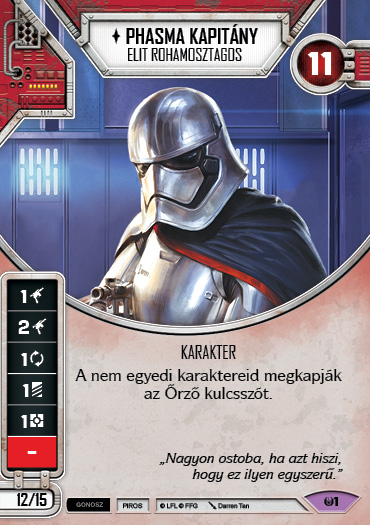 PHASMA KAPITÁNY
ELIT ROHAMOSZTAGOS
11
1
2
1
1
1
–
KARAKTER
A nem egyedi karaktereid megkapják
az Őrző kulcsszót.
„Nagyon ostoba, ha azt hiszi,
hogy ez ilyen egyszerű.”
12/15
GONOSZ
PIROS
© LFL © FFG
Darren Tan
1